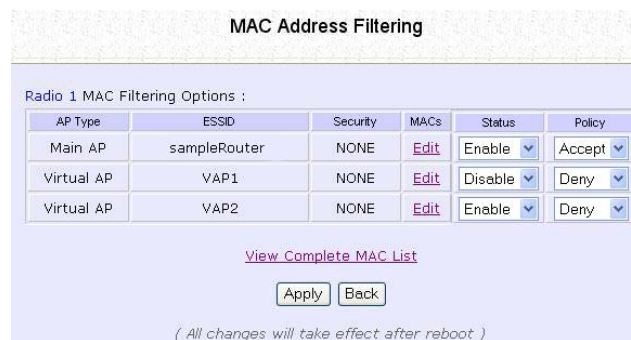 MAC Address Filtering
Radio 1 MAC Filtering Options :
AP Type ESSID Security MACs Status Policy
Main AP sampleRouter NONE Edit Enable Accept
Virtual AP VAP1 NONE Edit Disable Deny
Virtual AP VAP2 NONE Edit Enable Deny
View Complete MAC List
Apply Back
( All changes will take effect after reboot )